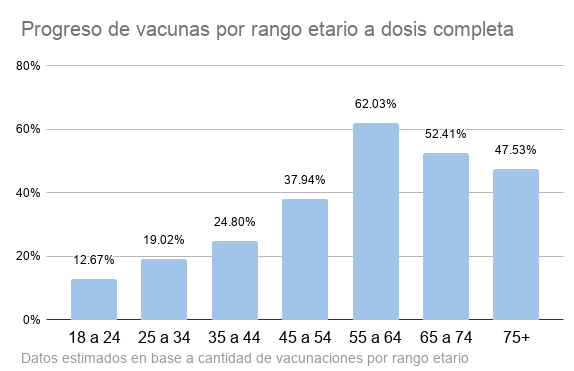 Progreso de vacunas por rango etario a dosis completa
80%
60%
40%
20%
0%
12.67%
19.02%
24.80%
37.94%
62.03%
52.41%
47.53%
18 a 24
25 a 34
35 a 44
45 a 54
55 a 64
65 a 74
75+
Datos estimados en base a cantidad de vacunaciones por rango etario